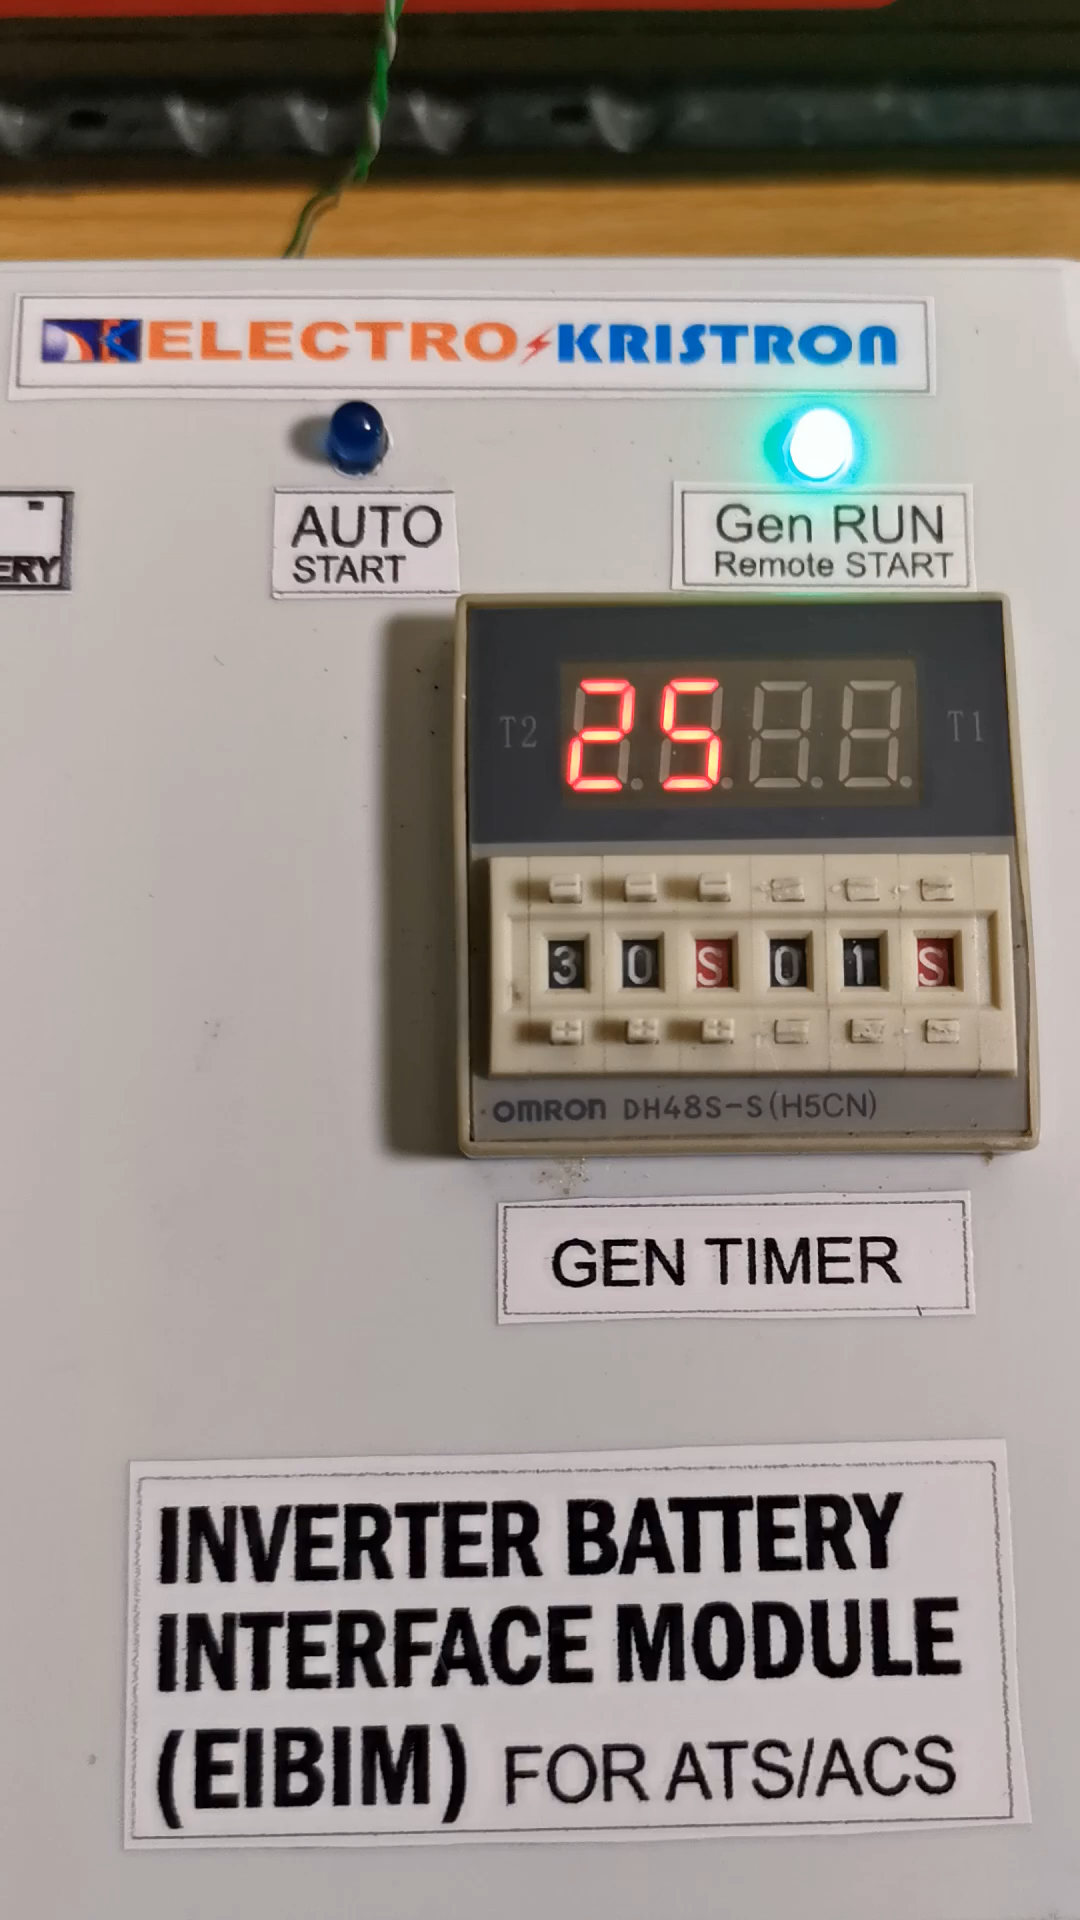 ELECTRO KRISTRON
AUTO
START
Gen RUN
Remote START
ERY
T2
25
T1
3 0 S 0 1 S
OMRON DH48S-S(H5CN)
GEN TIMER
INVERTER BATTERY
INTERFACE MODULE
(EIBIM) FOR ATS/ACS